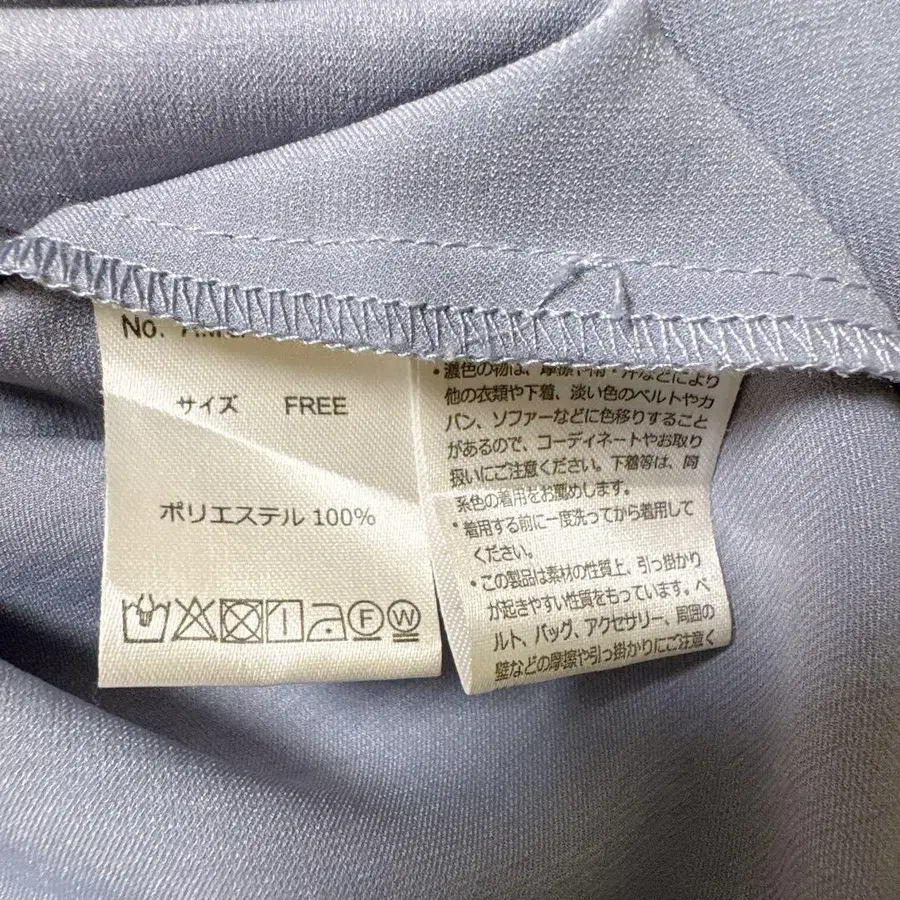 No.
サイズ FREE
ポリエステル 100%
F W
・濃色の物は、摩擦や雨・汗などにより
他の衣類や下着、淡い色のベルトやカ
バン、ソファーなどに色移りすること
があるので、コーディネートやお取り
扱いにご注意ください。下着等は、同
系色の着用をお勧めします。
・着用する前に一度洗ってから着用して
ください。
・この製品は素材の性質上、引っ掛かり
が起きやすい性質をもっています。ベ
ルト、バッグ、アクセサリー、周囲の
壁などの摩擦や引っ掛かりにご注意く